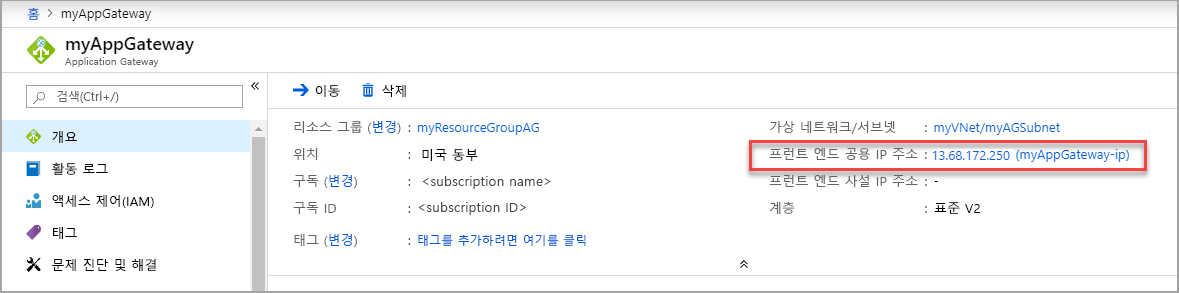 홈 > myAppGateway
myAppGateway
Application Gateway
검색(Ctrl+/)
«
개요
활동 로그
액세스 제어(IAM)
태그
문제 진단 및 해결
이동 삭제
리소스 그룹 (변경) : myResourceGroupAG
위치 : 미국 동부
구독 (변경) : <subscription name>
구독 ID : <subscription ID>
태그 (변경) : 태그를 추가하려면 여기를 클릭
가상 네트워크/서브넷 : myVNet/myAGSubnet
프런트 엔드 공용 IP 주소 : 13.68.172.250 (myAppGateway-ip)
프런트 엔드 사설 IP 주소 : -
계층 : 표준 V2